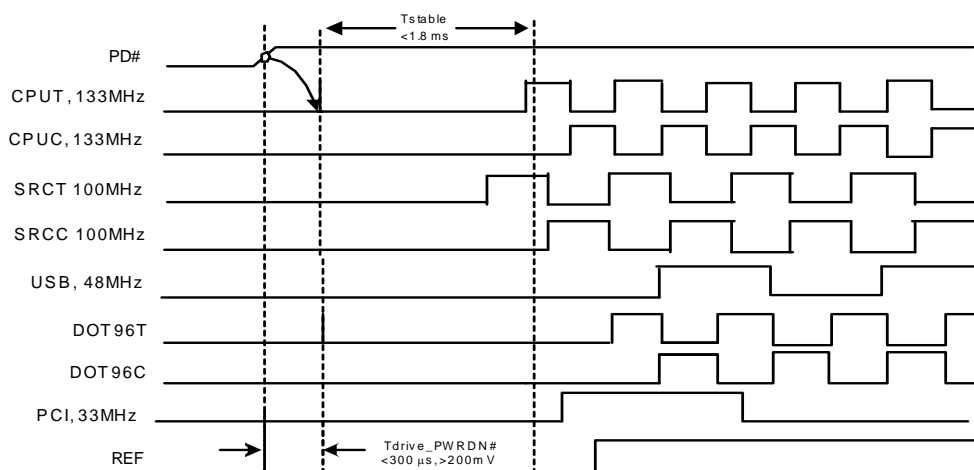 Tstable
<1.8 ms
PD#
CPUT, 133MHz
CPUC, 133MHz
SRCT 100MHz
SRCC 100MHz
USB, 48MHz
DOT96T
DOT96C
PCI, 33MHz
Tdrive_PWRDN#
<300 µs, >200mV
REF